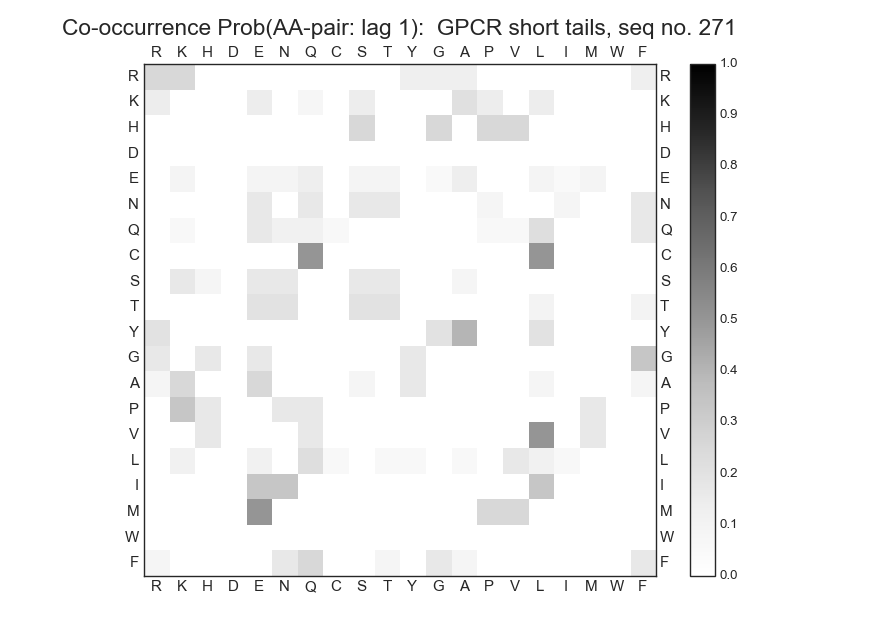 Co-occurrence Prob(AA-pair: lag 1):  GPCR short tails, seq no. 271
R K H D E N Q C S T Y G A P V L I M W F
R R 1.0
K K 0.9
H H
D D 0.8
E E
N N 0.7
Q Q
C C 0.6
S S
T T 0.5
Y Y
G G 0.4
A A
P P 0.3
V V
L L 0.2
I I
M M 0.1
W W
F F 0.0
R K H D E N Q C S T Y G A P V L I M W F